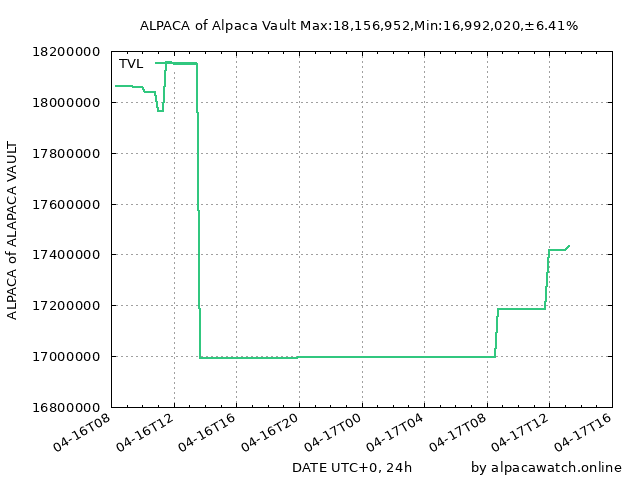 ALPACA of Alpaca Vault Max:18,156,952,Min:16,992,020,±6.41%
TVL
18200000
18000000
17800000
17600000
17400000
17200000
17000000
16800000
ALPACA of ALAPACA VAULT
04-16T08
04-16T12
04-16T16
04-16T20
04-17T00
04-17T04
04-17T08
04-17T12
04-17T16
DATE UTC+0, 24h
by alpacawatch.online